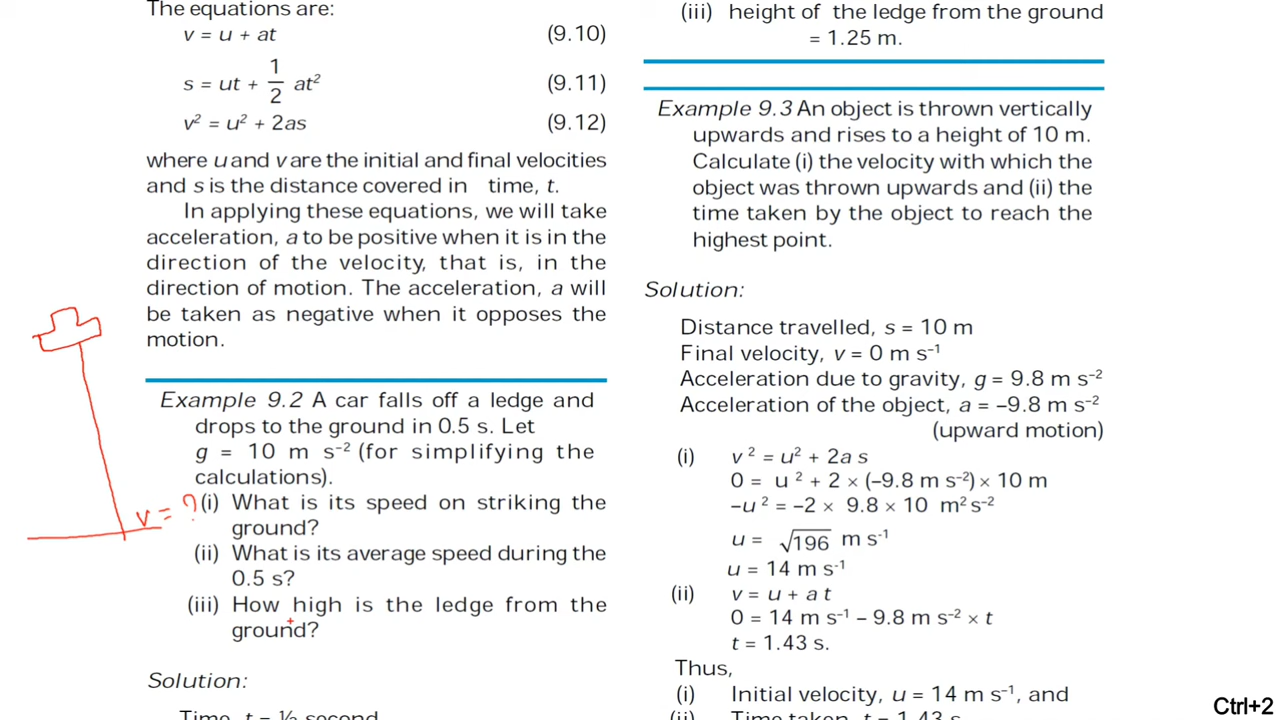 The equations are:
v = u + at (9.10)
s = ut + 1/2 at² (9.11)
v² = u² + 2as (9.12)
where u and v are the initial and final velocities
and s is the distance covered in time, t.
In applying these equations, we will take
acceleration, a to be positive when it is in the
direction of the velocity, that is, in the
direction of motion. The acceleration, a will
be taken as negative when it opposes the
motion.
Example 9.2 A car falls off a ledge and
drops to the ground in 0.5 s. Let
g = 10 m s⁻² (for simplifying the
calculations).
(i) What is its speed on striking the
ground?
(ii) What is its average speed during the
0.5 s?
(iii) How high is the ledge from the
ground?
Solution:
Time, t = ½ second
v = ?
(iii) height of the ledge from the ground
= 1.25 m.
Example 9.3 An object is thrown vertically
upwards and rises to a height of 10 m.
Calculate (i) the velocity with which the
object was thrown upwards and (ii) the
time taken by the object to reach the
highest point.
Solution:
Distance travelled, s = 10 m
Final velocity, v = 0 m s⁻¹
Acceleration due to gravity, g = 9.8 m s⁻²
Acceleration of the object, a = –9.8 m s⁻²
(upward motion)
(i) v ² = u² + 2a s
0 = u ² + 2 × (–9.8 m s⁻²) × 10 m
–u ² = –2 × 9.8 × 10 m² s⁻²
u = √196 m s⁻¹
u = 14 m s⁻¹
(ii) v = u + a t
0 = 14 m s⁻¹ – 9.8 m s⁻² × t
t = 1.43 s.
Thus,
(i) Initial velocity, u = 14 m s⁻¹, and
(ii) Time taken, t = 1.43 s.
Ctrl+2